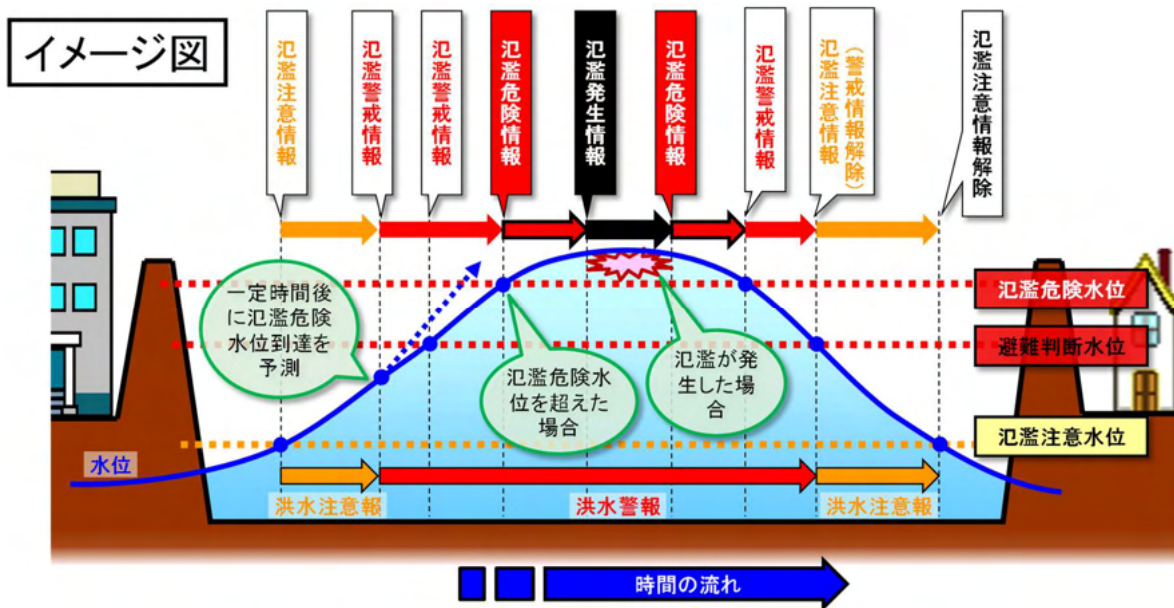 イメージ図
氾濫注意情報
氾濫警戒情報
氾濫警戒情報
氾濫危険情報
氾濫発生情報
氾濫危険情報
氾濫警戒情報
(警戒情報解除)
氾濫注意情報
氾濫注意情報解除
一定時間後
に氾濫危険
水位到達を
予測
氾濫危険水
位を超えた
場合
氾濫が発
生した場
合
氾濫危険水位
避難判断水位
氾濫注意水位
水位
洪水注意報
洪水警報
洪水注意報
時間の流れ